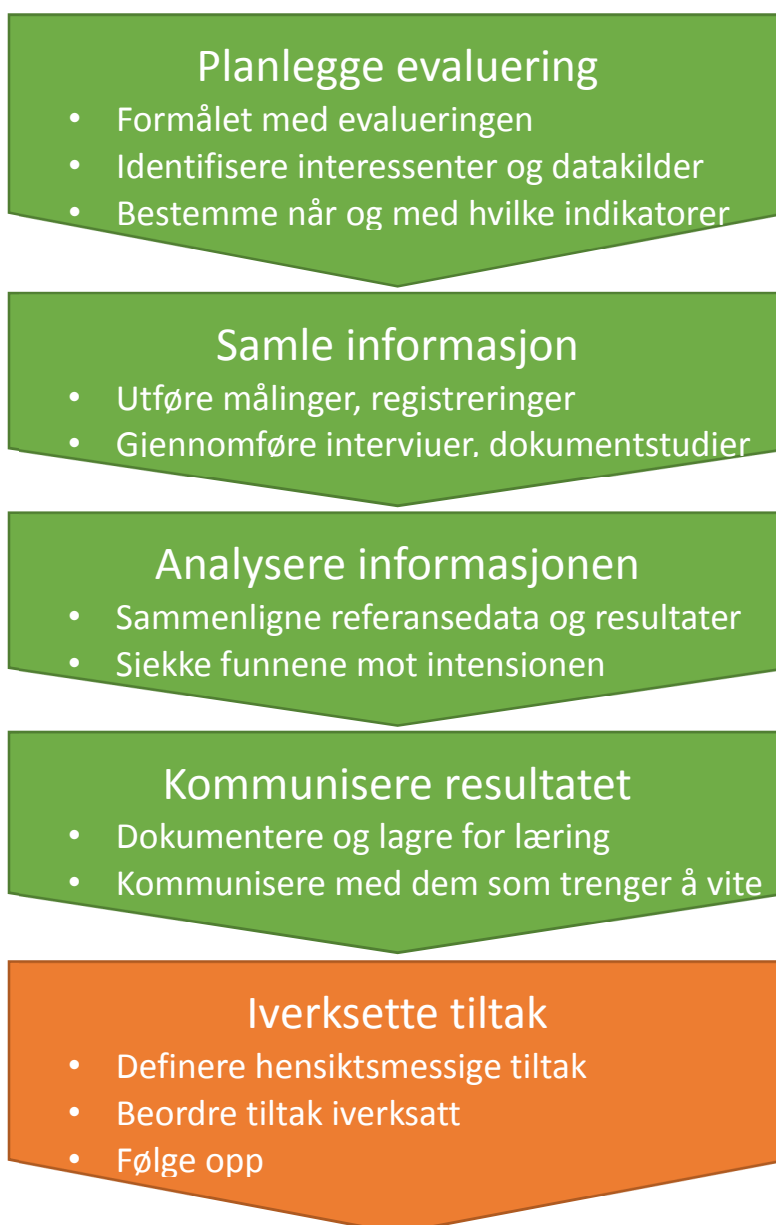 Planlegge evaluering
• Formålet med evalueringen
• Identifisere interessenter og datakilder
• Bestemme når og med hvilke indikatorer
Samle informasjon
• Utføre målinger, registreringer
• Gjennomføre intervjuer, dokumentstudier
Analysere informasjonen
• Sammenligne referansedata og resultater
• Sjekke funnene mot intensjonen
Kommunisere resultatet
• Dokumentere og lagre for læring
• Kommunisere med dem som trenger å vite
Iverksette tiltak
• Definere hensiktsmessige tiltak
• Beordre tiltak iverksatt
• Følge opp